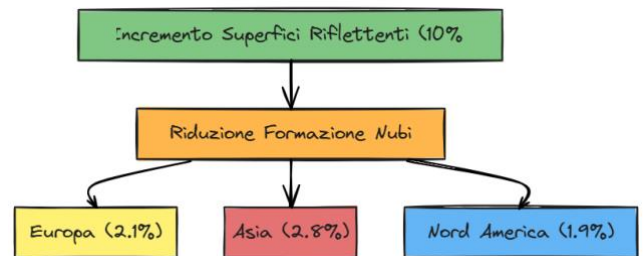 Incremento Superfici Riflettenti (10%
Riduzione Formazione Nubi
Europa (2.1%)
Asia (2.8%)
Nord America (1.9%)